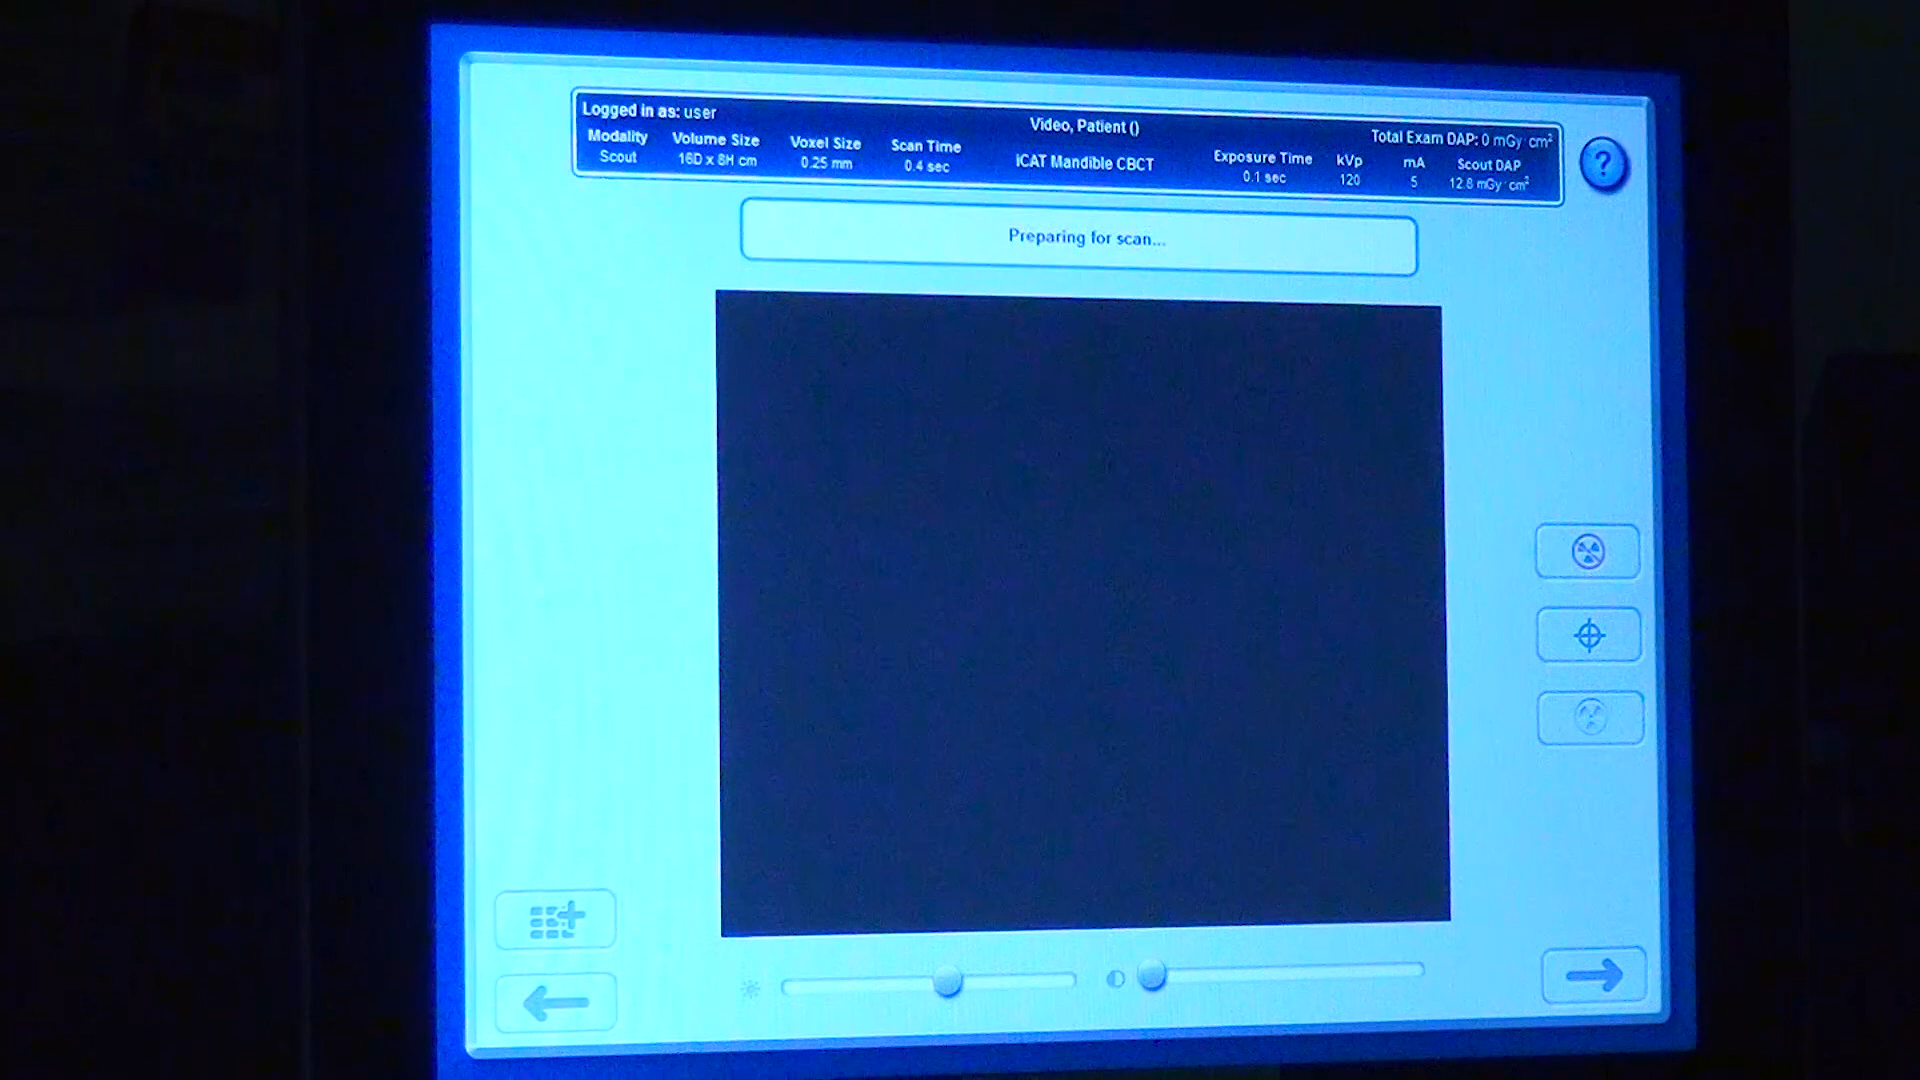 Logged in as: user
Video, Patient ()
Total Exam DAP: 0 mGy cm²
Modality Volume Size Voxel Size Scan Time iCAT Mandible CBCT Exposure Time kVp mA Scout DAP
Scout 16D x 8H cm 0.25 mm 0.4 sec 0.1 sec 120 5 12.8 mGy cm²
?
Preparing for scan...